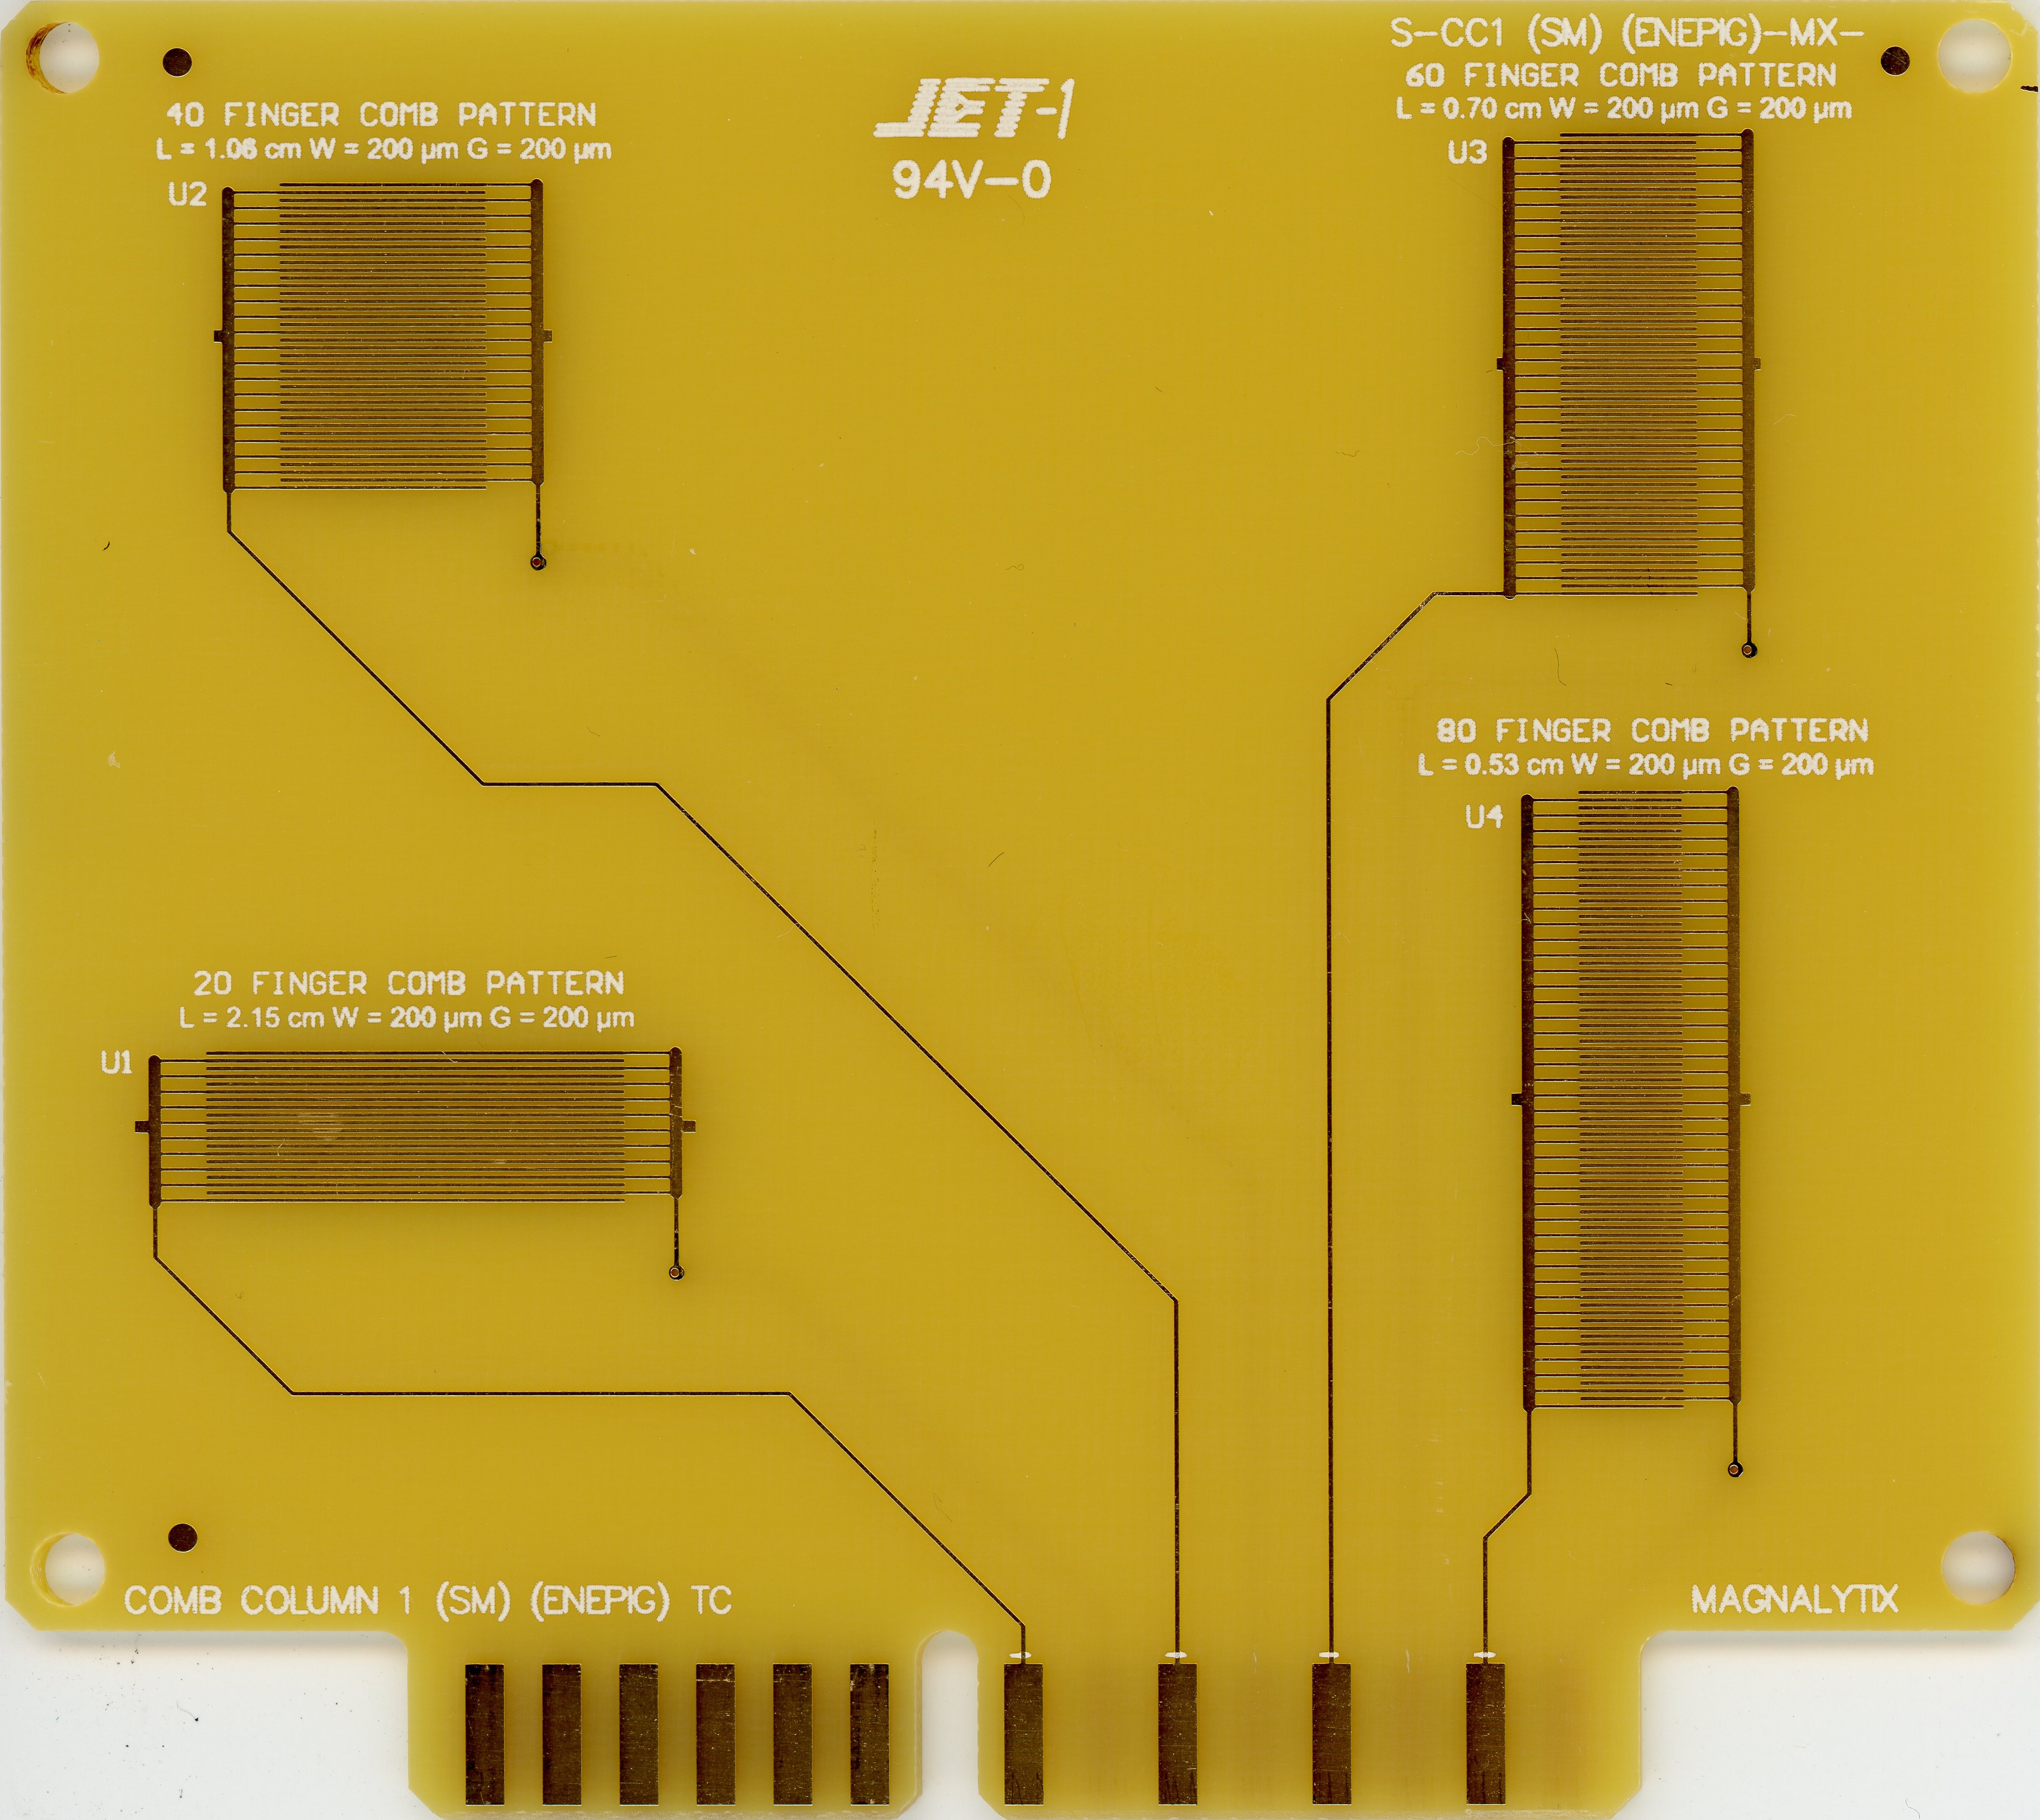 S-CC1 (SM) (ENEPIG)-MX-
60 FINGER COMB PATTERN
L = 0.70 cm W = 200 µm G = 200 µm
U3
40 FINGER COMB PATTERN
L = 1.06 cm W = 200 µm G = 200 µm
U2
JET-1
94V-0
80 FINGER COMB PATTERN
L = 0.53 cm W = 200 µm G = 200 µm
U4
20 FINGER COMB PATTERN
L = 2.15 cm W = 200 µm G = 200 µm
U1
COMB COLUMN 1 (SM) (ENEPIG) TC
MAGNALYTIX